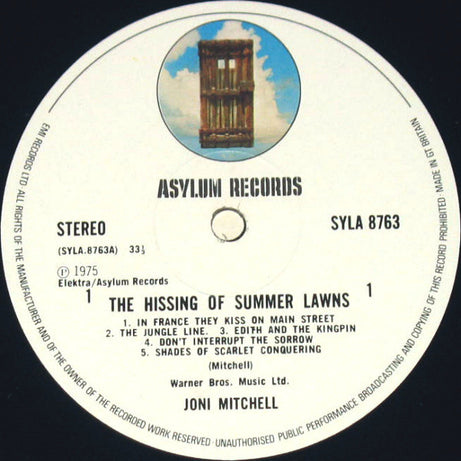 ASYLUM RECORDS
STEREO
SYLA 8763
(SYLA.8763A) 33⅓
Ⓟ 1975
Elektra/Asylum Records
1 THE HISSING OF SUMMER LAWNS 1
1. IN FRANCE THEY KISS ON MAIN STREET
2. THE JUNGLE LINE. 3. EDITH AND THE KINGPIN
4. DON'T INTERRUPT THE SORROW
5. SHADES OF SCARLET CONQUERING
(Mitchell)
Warner Bros. Music Ltd.
JONI MITCHELL
EMI RECORDS LTD. ALL RIGHTS OF THE MANUFACTURER AND OF THE OWNER OF THE RECORDED WORK RESERVED · UNAUTHORISED PUBLIC PERFORMANCE BROADCASTING AND COPYING OF THIS RECORD PROHIBITED · MADE IN GT BRITAIN